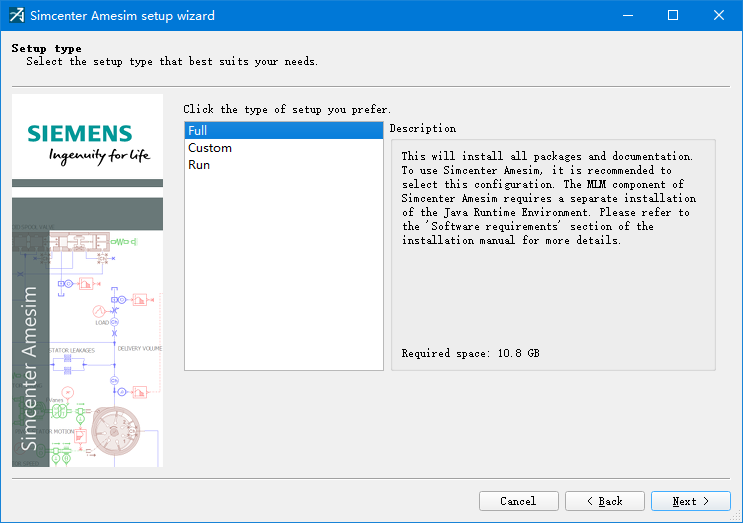 Simcenter Amesim setup wizard
Setup type
Select the setup type that best suits your needs.
SIEMENS
Ingenuity for life
Simcenter Amesim
LOAD
STATOR LEAKAGES
DELIVERY VOLUME
MOTION
Click the type of setup you prefer.
Full
Custom
Run
Description
This will install all packages and documentation.
To use Simcenter Amesim, it is recommended to
select this configuration. The MLM component of
Simcenter Amesim requires a separate installation
of the Java Runtime Environment. Please refer to
the 'Software requirements' section of the
installation manual for more details.
Required space: 10.8 GB
Cancel
< Back
Next >